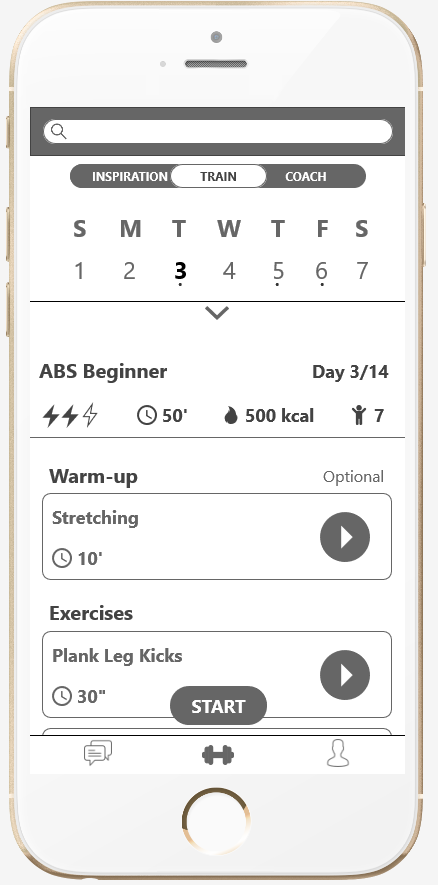 INSPIRATION TRAIN COACH
S M T W T F S
1 2 3 4 5 6 7
ABS Beginner Day 3/14
50' 500 kcal 7
Warm-up Optional
Stretching
10'
Exercises
Plank Leg Kicks
30"
START